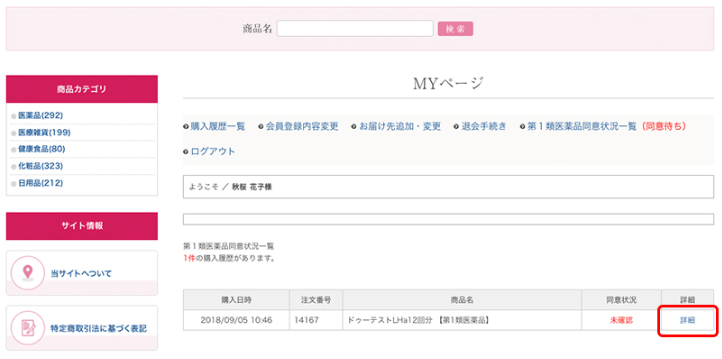 商品名 検索
商品カテゴリ
医薬品(292)
医療雑貨(199)
健康食品(80)
化粧品(323)
日用品(212)
サイト情報
当サイトへついて
特定商取引法に基づく表記
MYページ
購入履歴一覧 会員登録内容変更 お届け先追加・変更 退会手続き 第１類医薬品同意状況一覧（同意待ち）
ログアウト
ようこそ ／ 秋桜 花子様
第１類医薬品同意状況一覧
1件の購入履歴があります。
購入日時 注文番号 商品名 同意状況 詳細
2018/09/05 10:46 14167 ドゥーテストLHa12回分 【第1類医薬品】 未確認 詳細